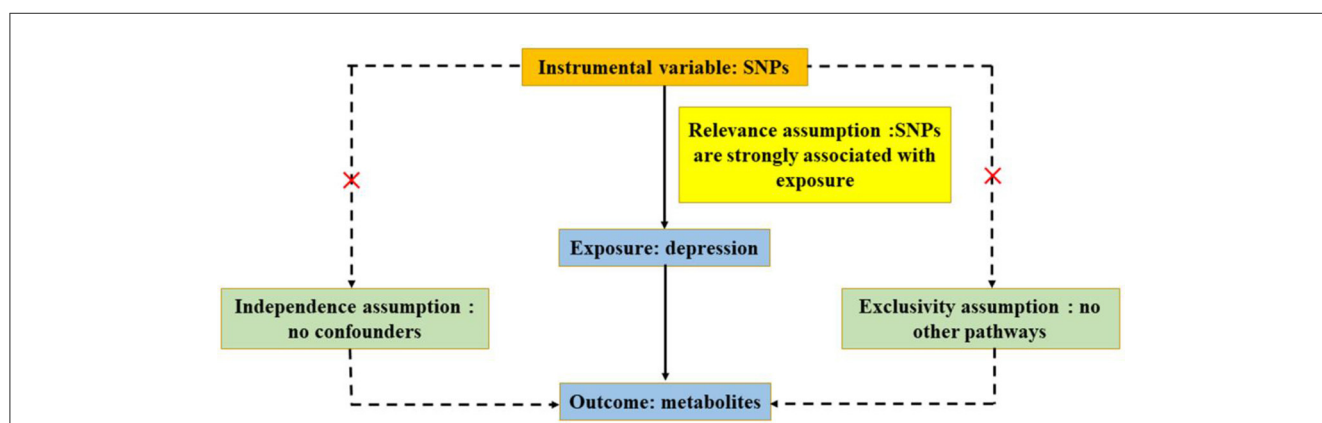 Instrumental variable: SNPs
Relevance assumption :SNPs
are strongly associated with
exposure
Exposure: depression
Independence assumption :
no confounders
Exclusivity assumption : no
other pathways
Outcome: metabolites